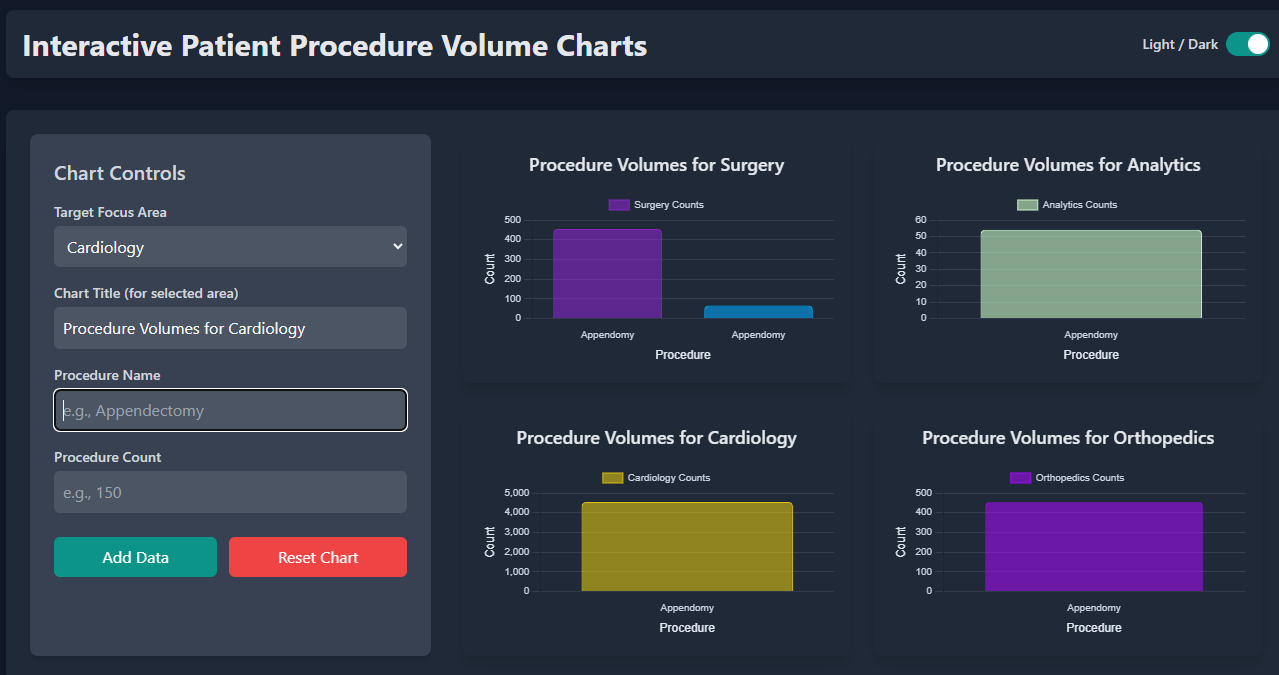 Interactive Patient Procedure Volume Charts
Light / Dark
Chart Controls
Target Focus Area
Cardiology
Chart Title (for selected area)
Procedure Volumes for Cardiology
Procedure Name
e.g., Appendectomy
Procedure Count
e.g., 150
Add Data
Reset Chart
Procedure Volumes for Surgery
Surgery Counts
500
400
300
200
100
0
Count
Appendomy
Appendomy
Procedure
Procedure Volumes for Analytics
Analytics Counts
60
50
40
30
20
10
0
Count
Appendomy
Procedure
Procedure Volumes for Cardiology
Cardiology Counts
5,000
4,000
3,000
2,000
1,000
0
Count
Appendomy
Procedure
Procedure Volumes for Orthopedics
Orthopedics Counts
500
400
300
200
100
0
Count
Appendomy
Procedure